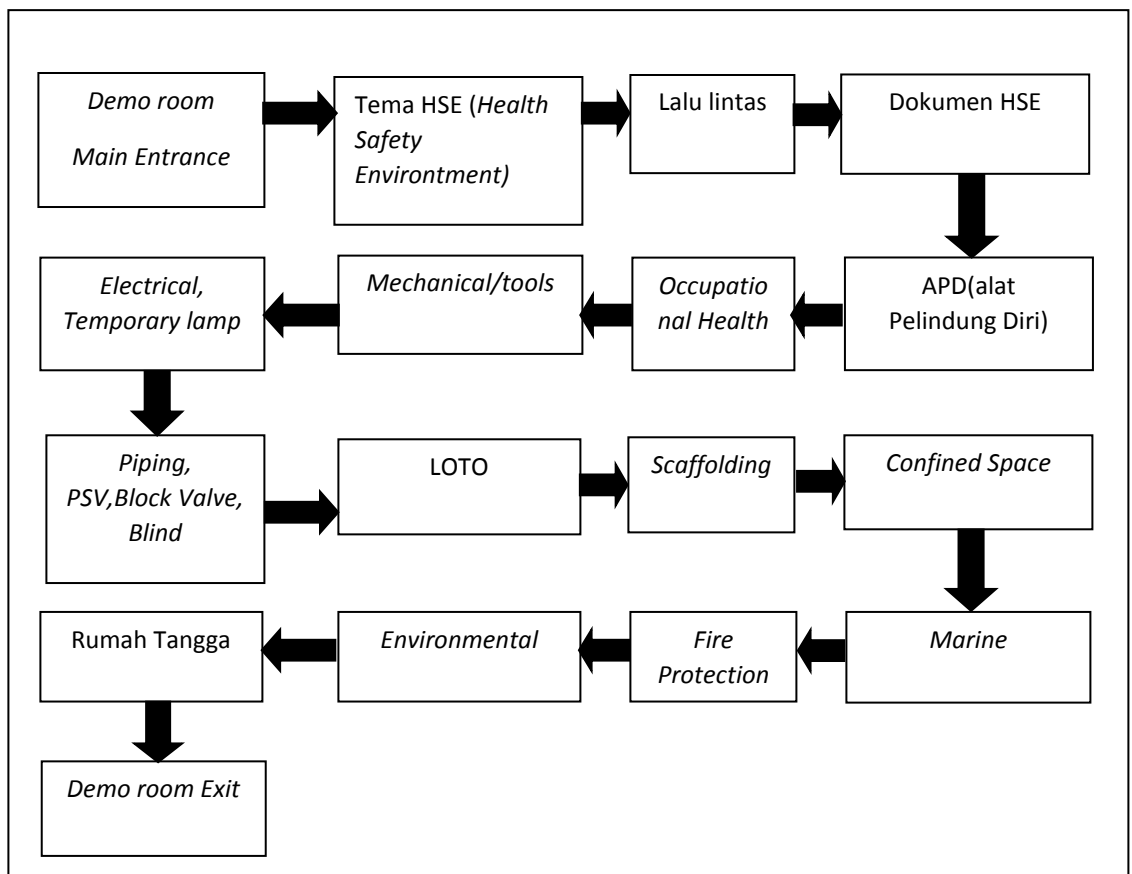 Demo room
Main Entrance
Tema HSE (Health
Safety
Environtment)
Lalu lintas
Dokumen HSE
APD(alat
Pelindung Diri)
Occupatio
nal Health
Mechanical/tools
Electrical,
Temporary lamp
Piping,
PSV,Block Valve,
Blind
LOTO
Scaffolding
Confined Space
Marine
Fire
Protection
Environmental
Rumah Tangga
Demo room Exit